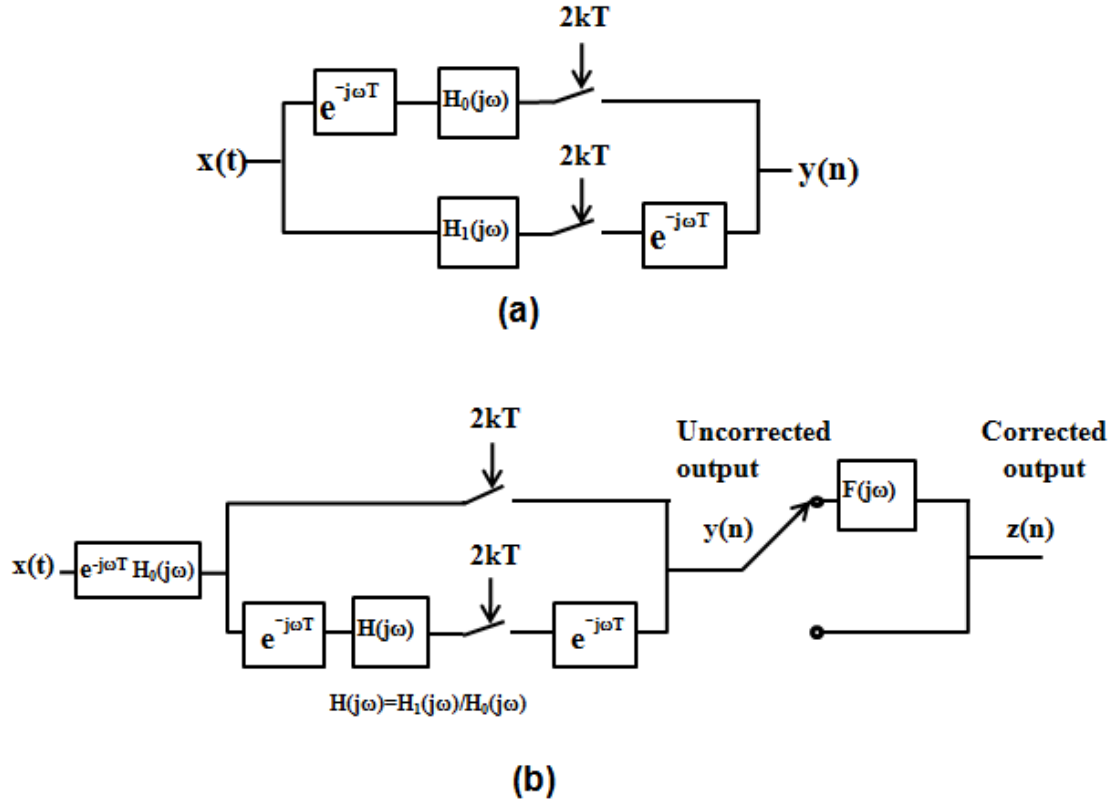 2kT
e^{-jωT}
H₀(jω)
x(t)
2kT
y(n)
H₁(jω)
e^{-jωT}
(a)
2kT
Uncorrected output
Corrected output
F(jω)
y(n)
z(n)
x(t)
e^{-jωT} H₀(jω)
2kT
e^{-jωT}
H(jω)
e^{-jωT}
H(jω)=H₁(jω)/H₀(jω)
(b)